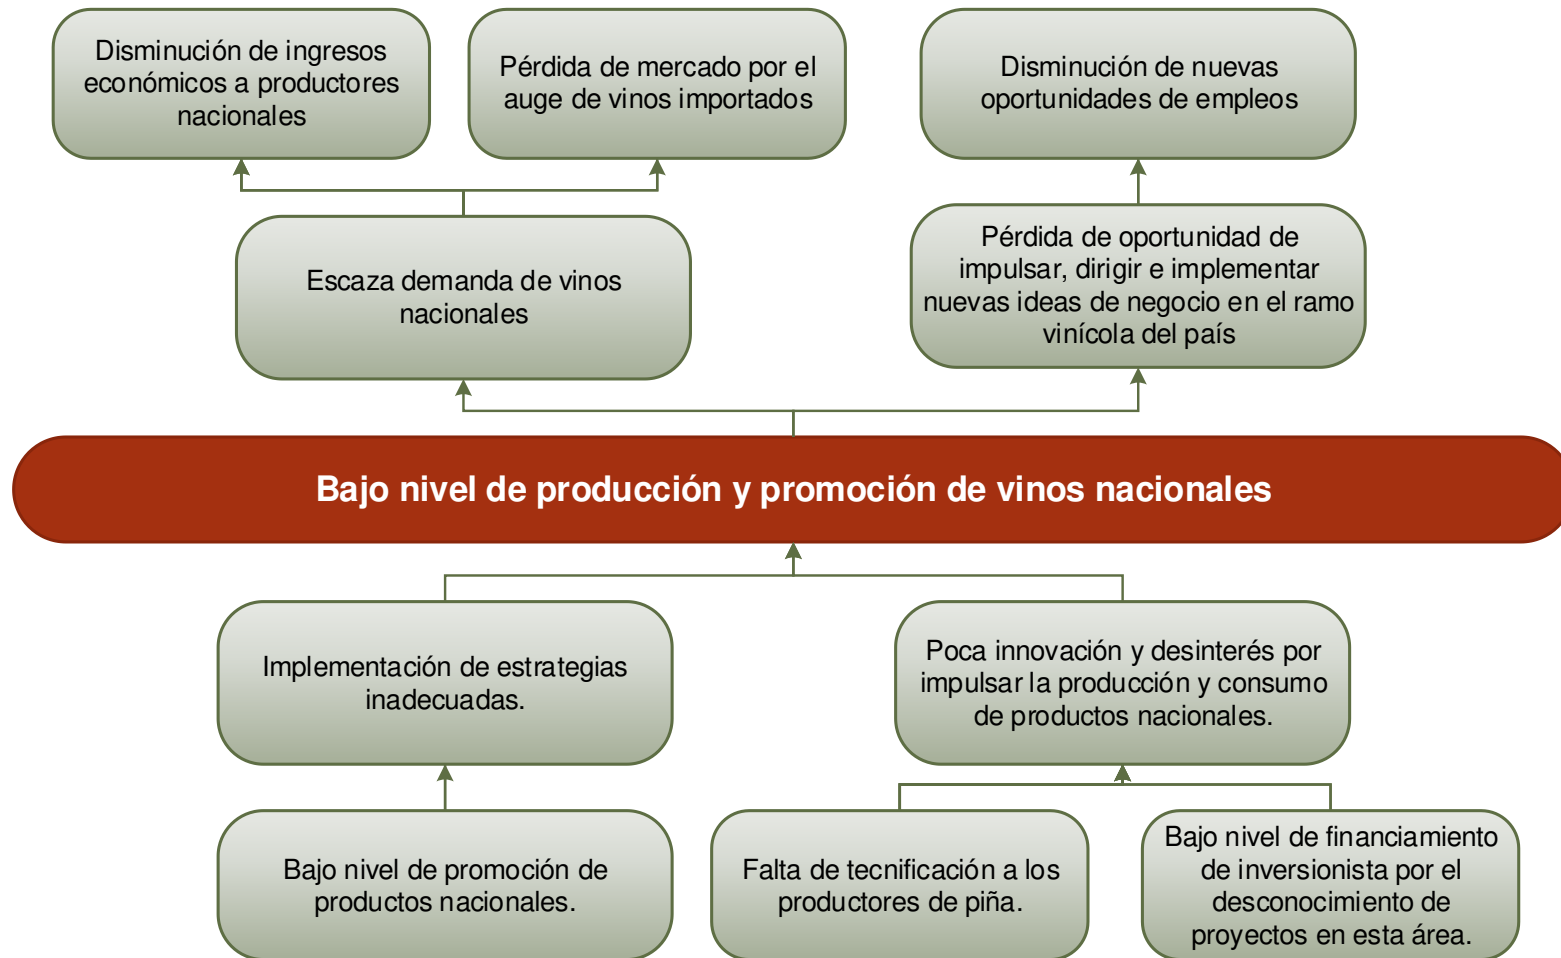 Disminución de ingresos
económicos a productores
nacionales
Pérdida de mercado por el
auge de vinos importados
Disminución de nuevas
oportunidades de empleos
Escaza demanda de vinos
nacionales
Pérdida de oportunidad de
impulsar, dirigir e implementar
nuevas ideas de negocio en el ramo
vinícola del país
Bajo nivel de producción y promoción de vinos nacionales
Implementación de estrategias
inadecuadas.
Poca innovación y desinterés por
impulsar la producción y consumo
de productos nacionales.
Bajo nivel de promoción de
productos nacionales.
Falta de tecnificación a los
productores de piña.
Bajo nivel de financiamiento
de inversionista por el
desconocimiento de
proyectos en esta área.